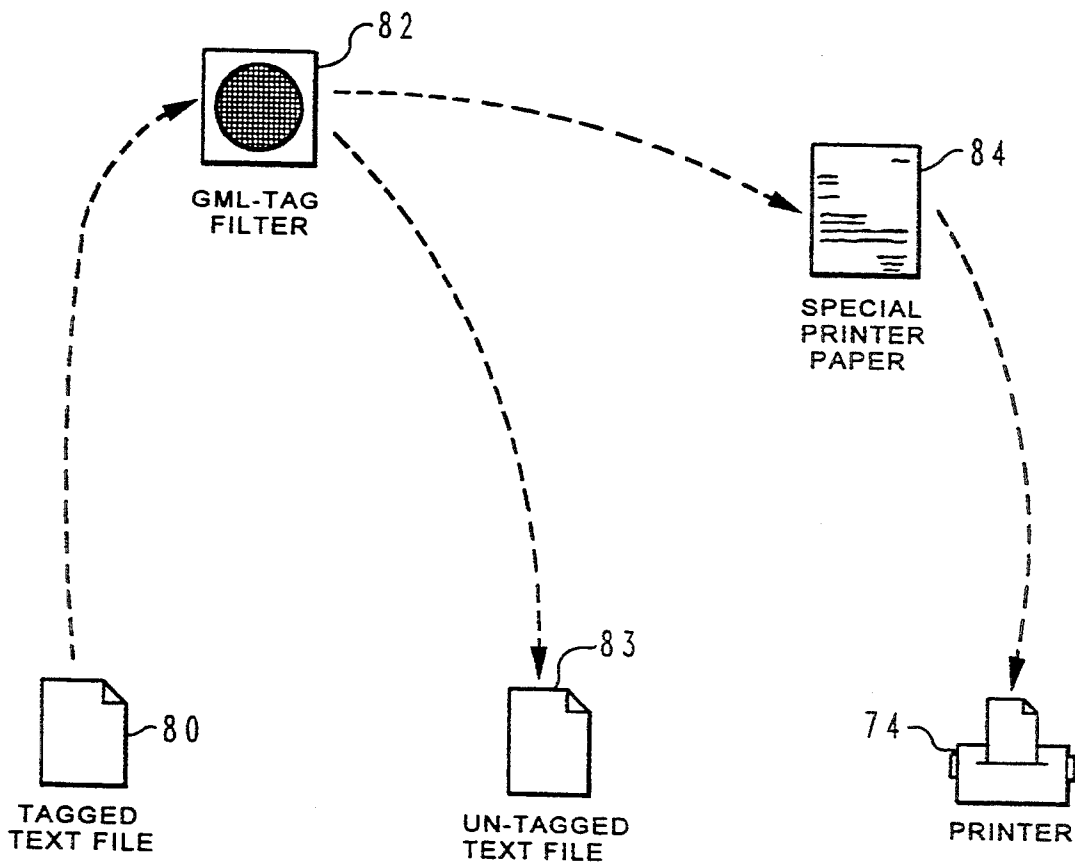 82
GML-TAG
FILTER
84
SPECIAL
PRINTER
PAPER
80
TAGGED
TEXT FILE
83
UN-TAGGED
TEXT FILE
74
PRINTER